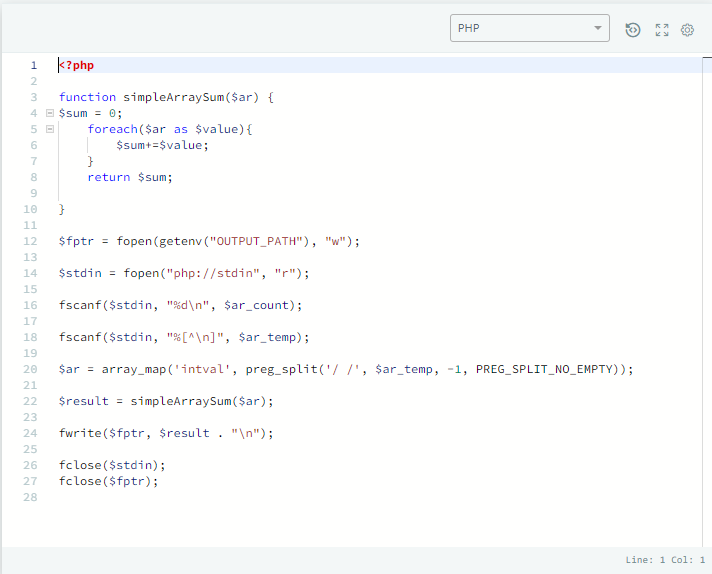 PHP
1 <?php
2
3 function simpleArraySum($ar) {
4 $sum = 0;
5     foreach($ar as $value){
6         $sum+=$value;
7     }
8     return $sum;
9
10 }
11
12 $fptr = fopen(getenv("OUTPUT_PATH"), "w");
13
14 $stdin = fopen("php://stdin", "r");
15
16 fscanf($stdin, "%d\n", $ar_count);
17
18 fscanf($stdin, "%[^\n]", $ar_temp);
19
20 $ar = array_map('intval', preg_split('/ /', $ar_temp, -1, PREG_SPLIT_NO_EMPTY));
21
22 $result = simpleArraySum($ar);
23
24 fwrite($fptr, $result . "\n");
25
26 fclose($stdin);
27 fclose($fptr);
28
Line: 1 Col: 1